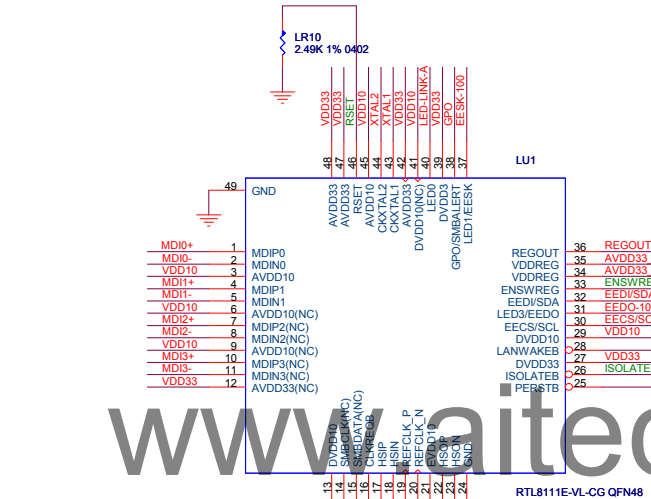 LR10
2.49K 1% 0402
VDD33
VDD33
RSET
VDD10
XTAL2
XTAL1
VDD33
VDD10
LED-LINK-A
VDD33
GPO
EESK-100
48
47
46
45
44
43
42
41
40
39
38
37
LU1
AVDD33
AVDD33
RSET
AVDD10
CKXTAL2
CKXTAL1
AVDD33
DVDD10(NC)
LED0
DVDD3
GPO/SMBALERT
LED1/EESK
49 GND
MDI0+ 1 MDIP0
MDI0- 2 MDIN0
VDD10 3 AVDD10
MDI1+ 4 MDIP1
MDI1- 5 MDIN1
VDD10 6 AVDD10(NC)
MDI2+ 7 MDIP2(NC)
MDI2- 8 MDIN2(NC)
VDD10 9 AVDD10(NC)
MDI3+ 10 MDIP3(NC)
MDI3- 11 MDIN3(NC)
VDD33 12 AVDD33(NC)
REGOUT 36 REGOUT
VDDREG 35 AVDD33
VDDREG 34 AVDD33
ENSWREG 33 ENSWRE
EEDI/SDA 32 EEDI/SDA
LED3/EEDO 31 EEDO-10
EECS/SCL 30 EECS/SC
DVDD10 29 VDD10
LANWAKEB 28
DVDD33 27 VDD33
ISOLATEB 26 ISOLATE
PERSTB 25
DVDD10
SMBCLK(NC)
SMBDATA(NC)
CLKREQB
HSIP
HSIN
REFCLK_P
REFCLK_N
EVDD10
HSOP
HSON
GND
13
14
15
16
17
18
19
20
21
22
23
24
www.aitec
RTL8111E-VL-CG QFN48